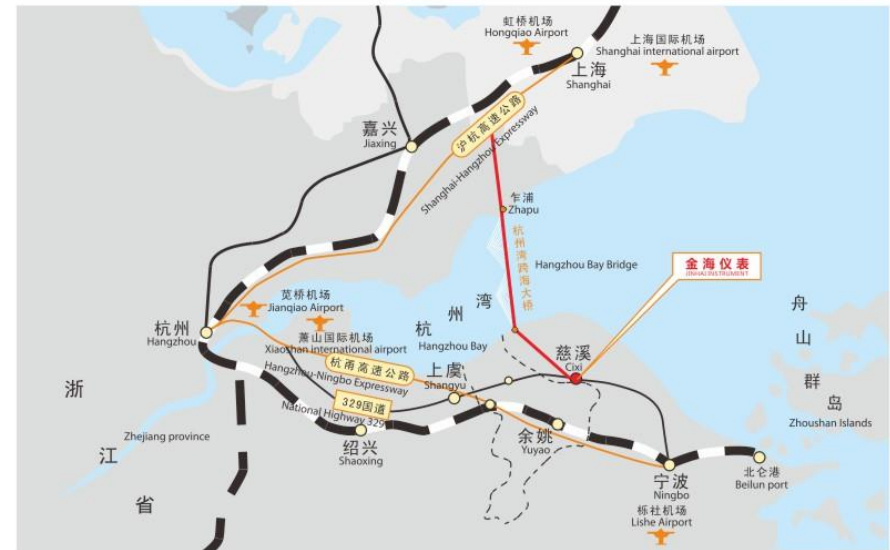 虹桥机场
Hongqiao Airport
上海国际机场
Shanghai international airport
上海
Shanghai
嘉兴
Jiaxing
沪杭高速公路
Shanghai-Hangzhou Expressway
乍浦
Zhapu
杭州湾跨海大桥
Hangzhou Bay Bridge
金海仪表
JINHAI INSTRUMENT
苋桥机场
Jianqiao Airport
杭州
Hangzhou
萧山国际机场
Xiaoshan international airport
杭州湾
Hangzhou Bay
慈溪
Cixi
舟山群岛
Zhoushan Islands
杭甬高速公路
Hangzhou-Ningbo Expressway
上虞
Shangyu
329国道
National Highway 329
浙江省
Zhejiang province
绍兴
Shaoxing
余姚
Yuyao
宁波
Ningbo
北仑港
Beilun port
栎社机场
Lishe Airport